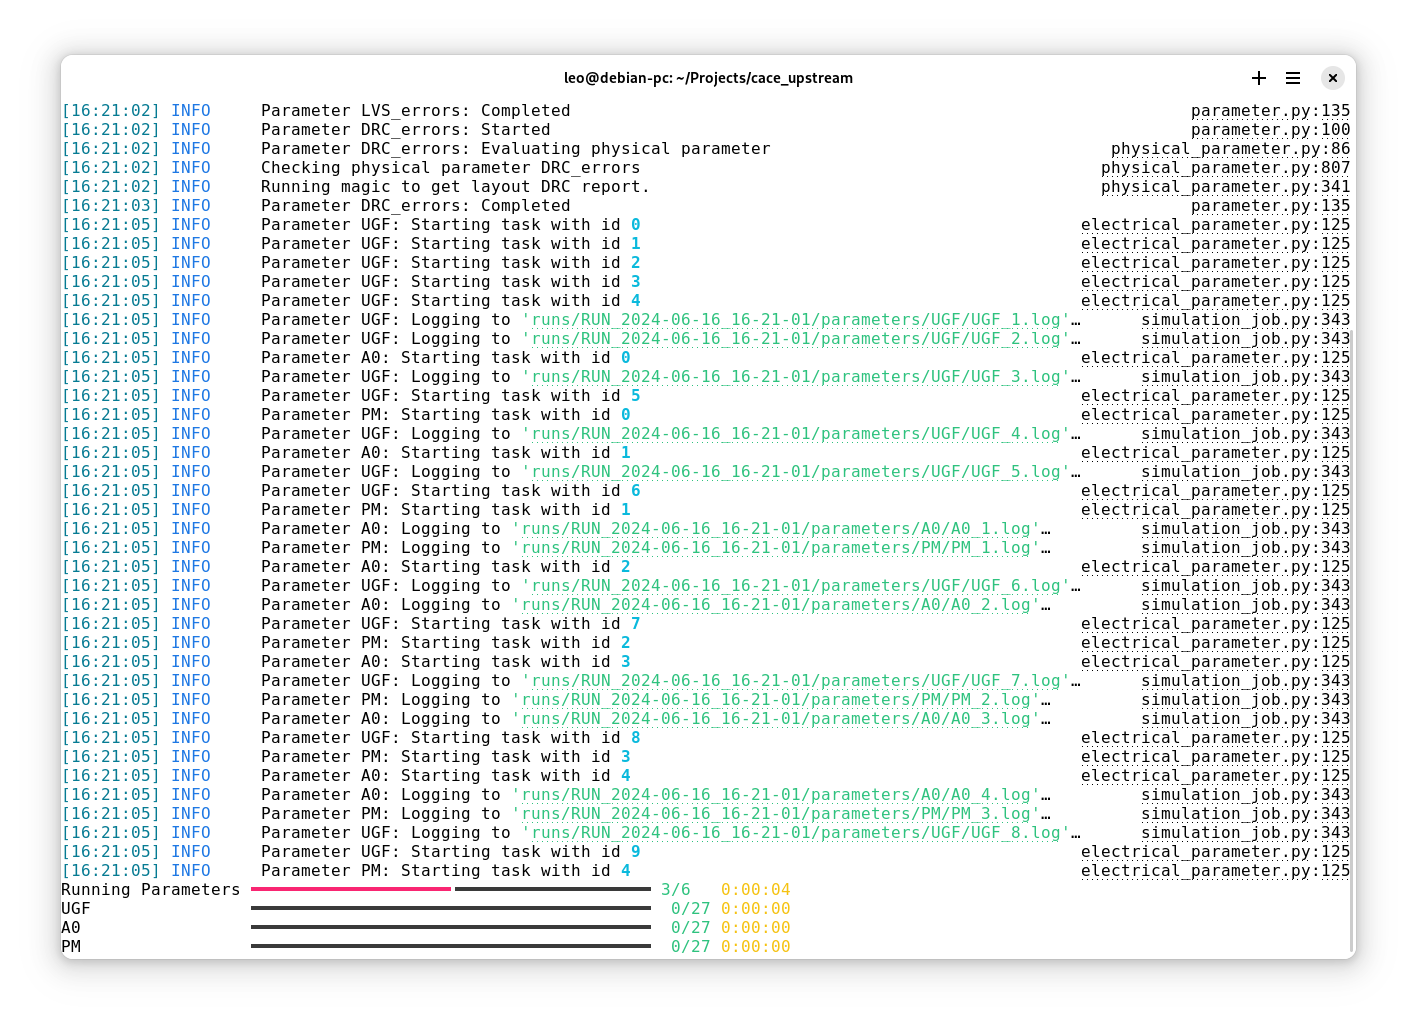 leo@debian-pc: ~/Projects/cace_upstream
[16:21:02] INFO Parameter LVS_errors: Completed parameter.py:135
[16:21:02] INFO Parameter DRC_errors: Started parameter.py:100
[16:21:02] INFO Parameter DRC_errors: Evaluating physical parameter physical_parameter.py:86
[16:21:02] INFO Checking physical parameter DRC_errors physical_parameter.py:807
[16:21:02] INFO Running magic to get layout DRC report. physical_parameter.py:341
[16:21:03] INFO Parameter DRC_errors: Completed parameter.py:135
[16:21:05] INFO Parameter UGF: Starting task with id 0 electrical_parameter.py:125
[16:21:05] INFO Parameter UGF: Starting task with id 1 electrical_parameter.py:125
[16:21:05] INFO Parameter UGF: Starting task with id 2 electrical_parameter.py:125
[16:21:05] INFO Parameter UGF: Starting task with id 3 electrical_parameter.py:125
[16:21:05] INFO Parameter UGF: Starting task with id 4 electrical_parameter.py:125
[16:21:05] INFO Parameter UGF: Logging to 'runs/RUN_2024-06-16_16-21-01/parameters/UGF/UGF_1.log'… simulation_job.py:343
[16:21:05] INFO Parameter UGF: Logging to 'runs/RUN_2024-06-16_16-21-01/parameters/UGF/UGF_2.log'… simulation_job.py:343
[16:21:05] INFO Parameter A0: Starting task with id 0 electrical_parameter.py:125
[16:21:05] INFO Parameter UGF: Logging to 'runs/RUN_2024-06-16_16-21-01/parameters/UGF/UGF_3.log'… simulation_job.py:343
[16:21:05] INFO Parameter UGF: Starting task with id 5 electrical_parameter.py:125
[16:21:05] INFO Parameter PM: Starting task with id 0 electrical_parameter.py:125
[16:21:05] INFO Parameter UGF: Logging to 'runs/RUN_2024-06-16_16-21-01/parameters/UGF/UGF_4.log'… simulation_job.py:343
[16:21:05] INFO Parameter A0: Starting task with id 1 electrical_parameter.py:125
[16:21:05] INFO Parameter UGF: Logging to 'runs/RUN_2024-06-16_16-21-01/parameters/UGF/UGF_5.log'… simulation_job.py:343
[16:21:05] INFO Parameter UGF: Starting task with id 6 electrical_parameter.py:125
[16:21:05] INFO Parameter PM: Starting task with id 1 electrical_parameter.py:125
[16:21:05] INFO Parameter A0: Logging to 'runs/RUN_2024-06-16_16-21-01/parameters/A0/A0_1.log'… simulation_job.py:343
[16:21:05] INFO Parameter PM: Logging to 'runs/RUN_2024-06-16_16-21-01/parameters/PM/PM_1.log'… simulation_job.py:343
[16:21:05] INFO Parameter A0: Starting task with id 2 electrical_parameter.py:125
[16:21:05] INFO Parameter UGF: Logging to 'runs/RUN_2024-06-16_16-21-01/parameters/UGF/UGF_6.log'… simulation_job.py:343
[16:21:05] INFO Parameter A0: Logging to 'runs/RUN_2024-06-16_16-21-01/parameters/A0/A0_2.log'… simulation_job.py:343
[16:21:05] INFO Parameter UGF: Starting task with id 7 electrical_parameter.py:125
[16:21:05] INFO Parameter PM: Starting task with id 2 electrical_parameter.py:125
[16:21:05] INFO Parameter A0: Starting task with id 3 electrical_parameter.py:125
[16:21:05] INFO Parameter UGF: Logging to 'runs/RUN_2024-06-16_16-21-01/parameters/UGF/UGF_7.log'… simulation_job.py:343
[16:21:05] INFO Parameter PM: Logging to 'runs/RUN_2024-06-16_16-21-01/parameters/PM/PM_2.log'… simulation_job.py:343
[16:21:05] INFO Parameter A0: Logging to 'runs/RUN_2024-06-16_16-21-01/parameters/A0/A0_3.log'… simulation_job.py:343
[16:21:05] INFO Parameter UGF: Starting task with id 8 electrical_parameter.py:125
[16:21:05] INFO Parameter PM: Starting task with id 3 electrical_parameter.py:125
[16:21:05] INFO Parameter A0: Starting task with id 4 electrical_parameter.py:125
[16:21:05] INFO Parameter A0: Logging to 'runs/RUN_2024-06-16_16-21-01/parameters/A0/A0_4.log'… simulation_job.py:343
[16:21:05] INFO Parameter PM: Logging to 'runs/RUN_2024-06-16_16-21-01/parameters/PM/PM_3.log'… simulation_job.py:343
[16:21:05] INFO Parameter UGF: Logging to 'runs/RUN_2024-06-16_16-21-01/parameters/UGF/UGF_8.log'… simulation_job.py:343
[16:21:05] INFO Parameter UGF: Starting task with id 9 electrical_parameter.py:125
[16:21:05] INFO Parameter PM: Starting task with id 4 electrical_parameter.py:125
Running Parameters 3/6 0:00:04
UGF 0/27 0:00:00
A0 0/27 0:00:00
PM 0/27 0:00:00